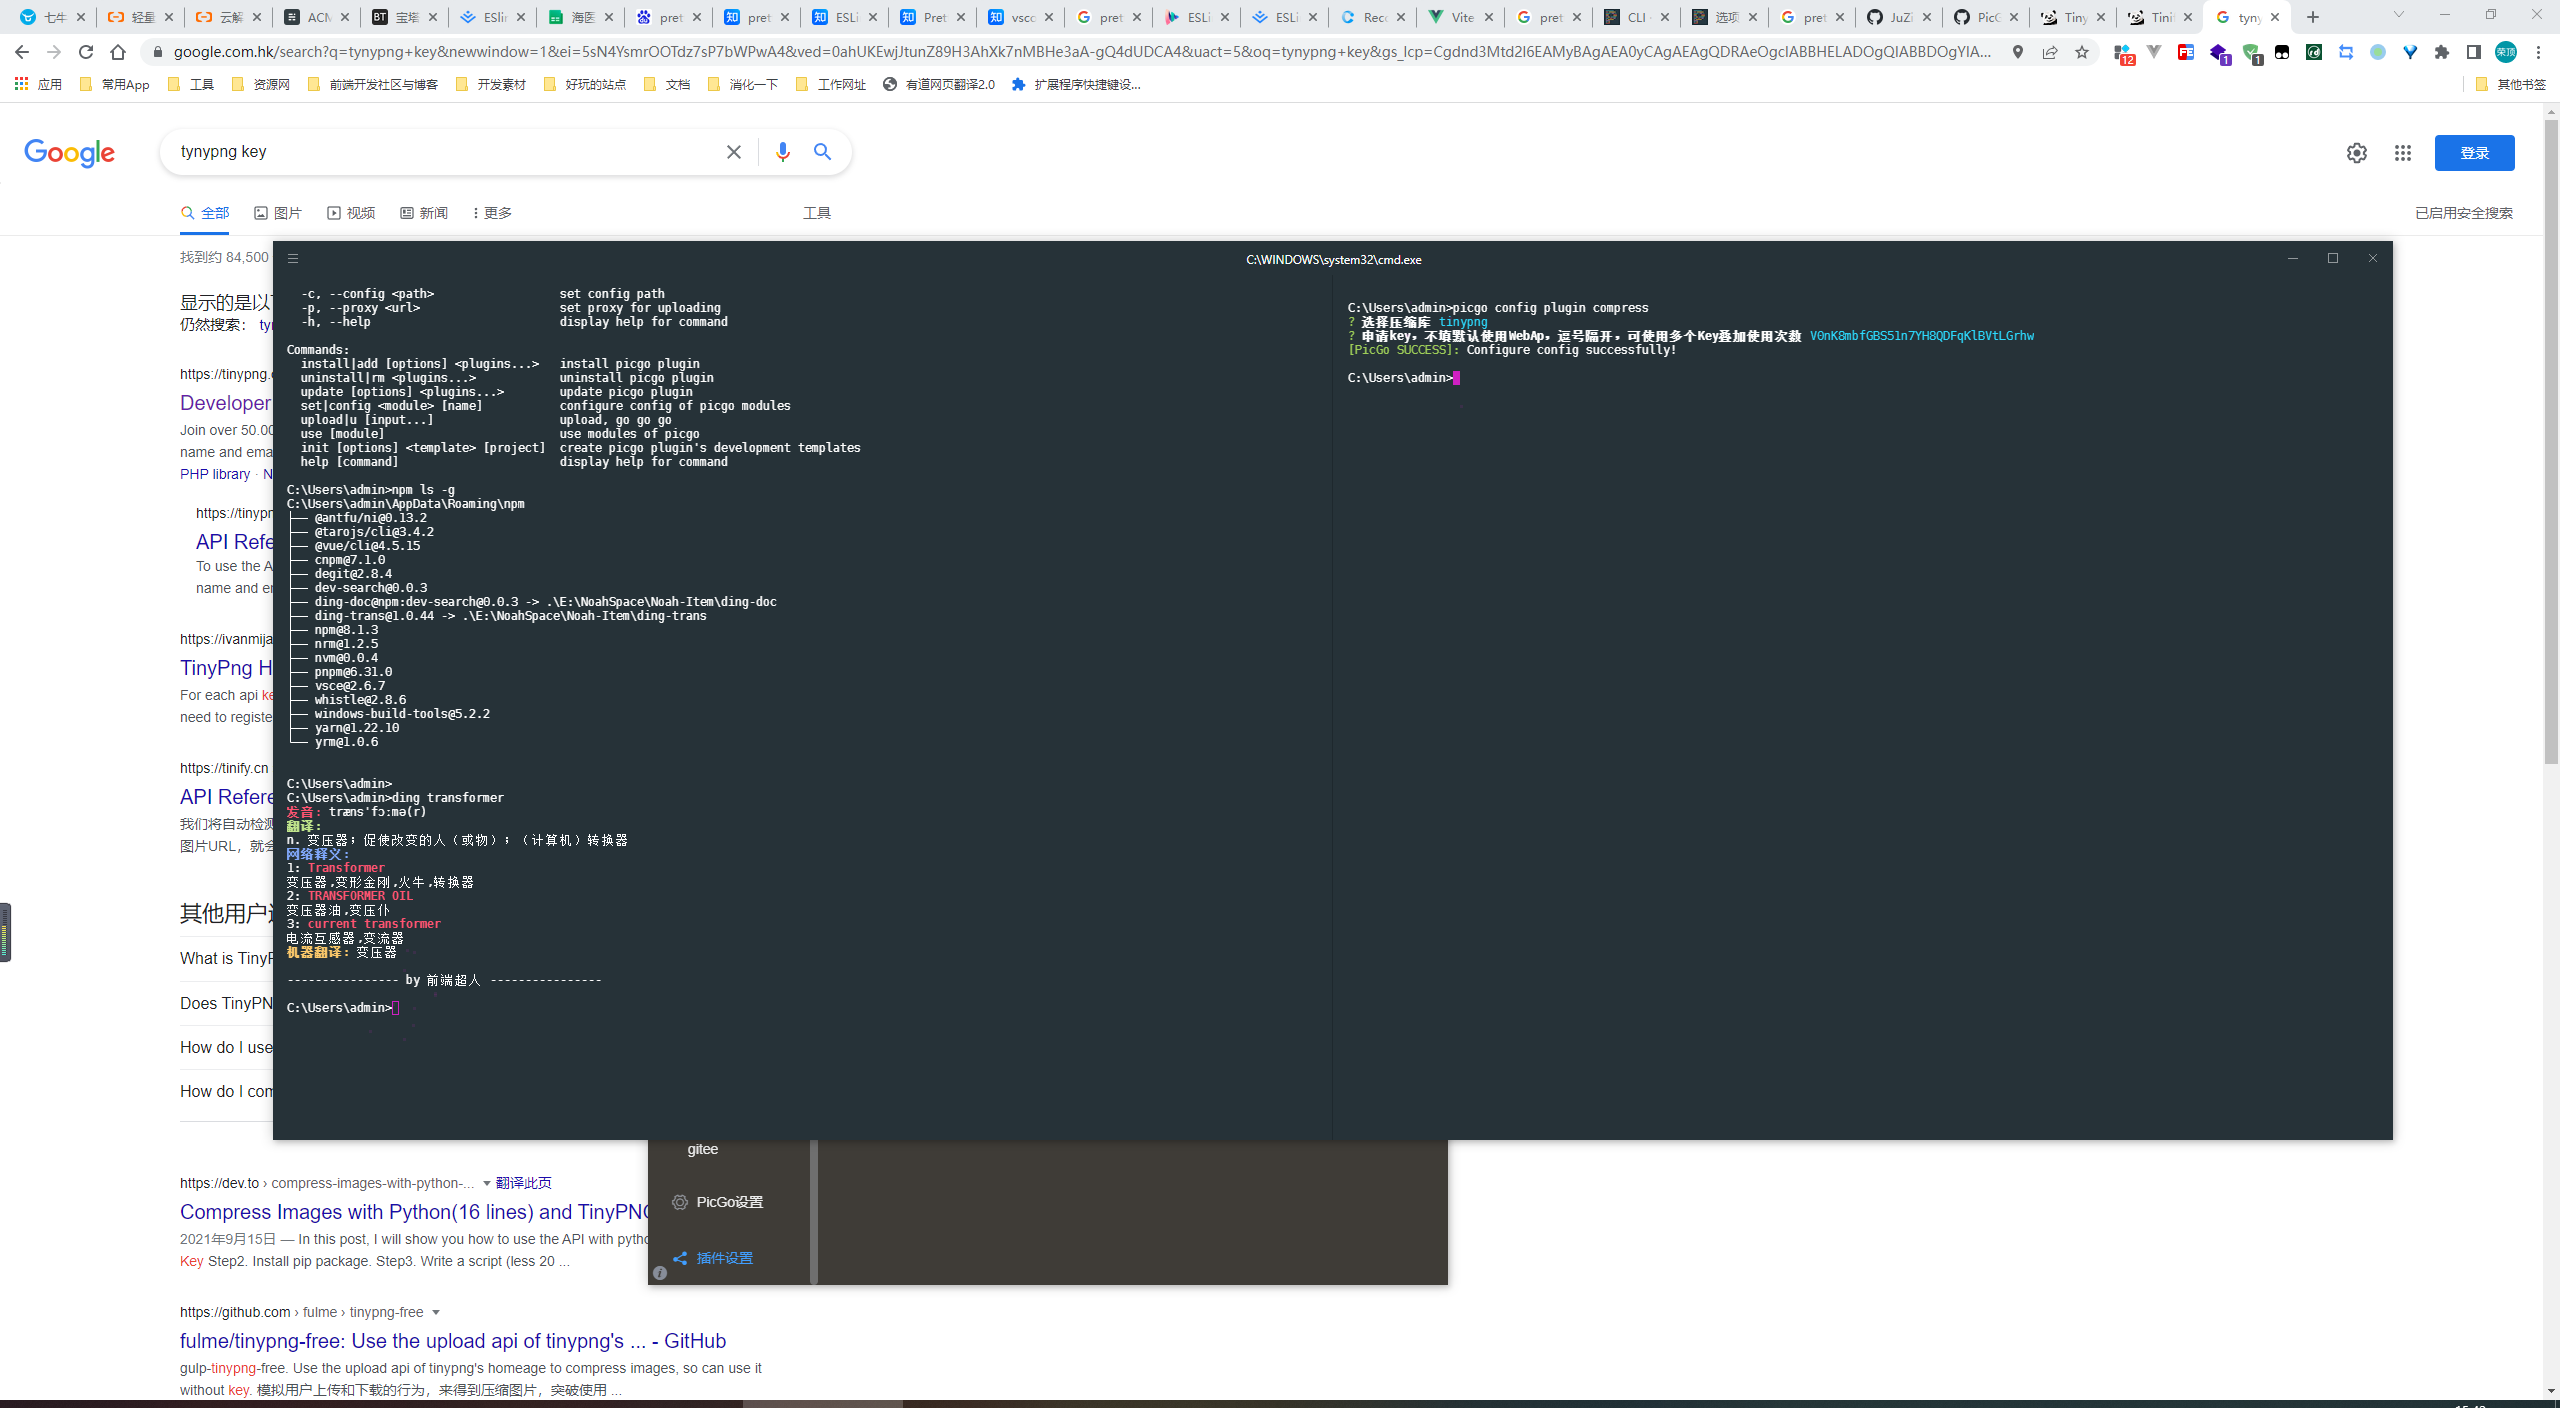 七牛
轻星
云解
ACM
宝塔
ESlin
海医
pret
pret
ESLi
Pret
vscc
pret
ESLi
ESLi
Recc
Vite
pret
CLI
选项
pret
JuZi
PicG
Tiny
Tinif
tyny
google.com.hk/search?q=tynypng+key&newwindow=1&ei=5sN4YsmrOOTdz7sP7bWPwA4&ved=0ahUKEwjJtunZ89H3AhXk7nMBHe3aA-gQ4dUDCA4&uact=5&oq=tynypng+key&gs_lcp=Cgdnd3Mtd2l6EAMyBAgAEA0yCAgAEAgQDRAeOgcIABBHELADOgQIABBDOgYIA...
12
1
1
应用
常用App
工具
资源网
前端开发社区与博客
开发素材
好玩的站点
文档
消化一下
工作网址
有道网页翻译2.0
扩展程序快捷键设...
其他书签
Google
tynypng key
登录
全部
图片
视频
新闻
更多
工具
已启用安全搜索
找到约 84,500
显示的是以下
仍然搜索： tyn
https://tinypng.
Developer
Join over 50.00
name and ema
PHP library · N
https://tinypn
API Refe
To use the A
name and en
https://ivanmija
TinyPng H
For each api ke
need to registe
https://tinify.cn
API Refere
我们将自动检测
图片URL，就会
其他用户还
What is TinyP
Does TinyPN
How do I use
How do I com
C:\WINDOWS\system32\cmd.exe
-c, --config <path> set config path
-p, --proxy <url> set proxy for uploading
-h, --help display help for command
Commands:
install|add [options] <plugins...> install picgo plugin
uninstall|rm <plugins...> uninstall picgo plugin
update [options] <plugins...> update picgo plugin
set|config <module> [name] configure config of picgo modules
upload|u [input...] upload, go go go
use [module] use modules of picgo
init [options] <template> [project] create picgo plugin's development templates
help [command] display help for command
C:\Users\admin>npm ls -g
C:\Users\admin\AppData\Roaming\npm
├── @antfu/ni@0.13.2
├── @tarojs/cli@3.4.2
├── @vue/cli@4.5.15
├── cnpm@7.1.0
├── degit@2.8.4
├── dev-search@0.0.3
├── ding-doc@npm:dev-search@0.0.3 -> .\E:\NoahSpace\Noah-Item\ding-doc
├── ding-trans@1.0.44 -> .\E:\NoahSpace\Noah-Item\ding-trans
├── npm@8.1.3
├── nrm@1.2.5
├── nvm@0.0.4
├── pnpm@6.31.0
├── vsce@2.6.7
├── whistle@2.8.6
├── windows-build-tools@5.2.2
├── yarn@1.22.10
└── yrm@1.0.6
C:\Users\admin>
C:\Users\admin>ding transformer
发音: træns'fɔːmə(r)
翻译:
n. 变压器；促使改变的人（或物）；（计算机）转换器
网络释义:
1: Transformer
变压器,变形金刚,火牛,转换器
2: TRANSFORMER OIL
变压器油,变压仆
3: current transformer
电流互感器,变流器
机器翻译: 变压器
---------------- by 前端超人 ----------------
C:\Users\admin>
C:\Users\admin>picgo config plugin compress
? 选择压缩库 tinypng
? 申请key，不填默认使用WebAp，逗号隔开，可使用多个Key叠加使用次数 V0nK8mbfGBS51n7YH8QDFqKlBVtLGrhw
[PicGo SUCCESS]: Configure config successfully!
C:\Users\admin>
gitee
PicGo设置
插件设置
https://dev.to › compress-images-with-python-... 翻译此页
Compress Images with Python(16 lines) and TinyPNG
2021年9月15日 — In this post, I will show you how to use the API with pytho
Key Step2. Install pip package. Step3. Write a script (less 20 ...
https://github.com › fulme › tinypng-free
fulme/tinypng-free: Use the upload api of tinypng's ... - GitHub
gulp-tinypng-free. Use the upload api of tinypng's homeage to compress images, so can use it
without key. 模拟用户上传和下载的行为，来得到压缩图片，突破使用 ...